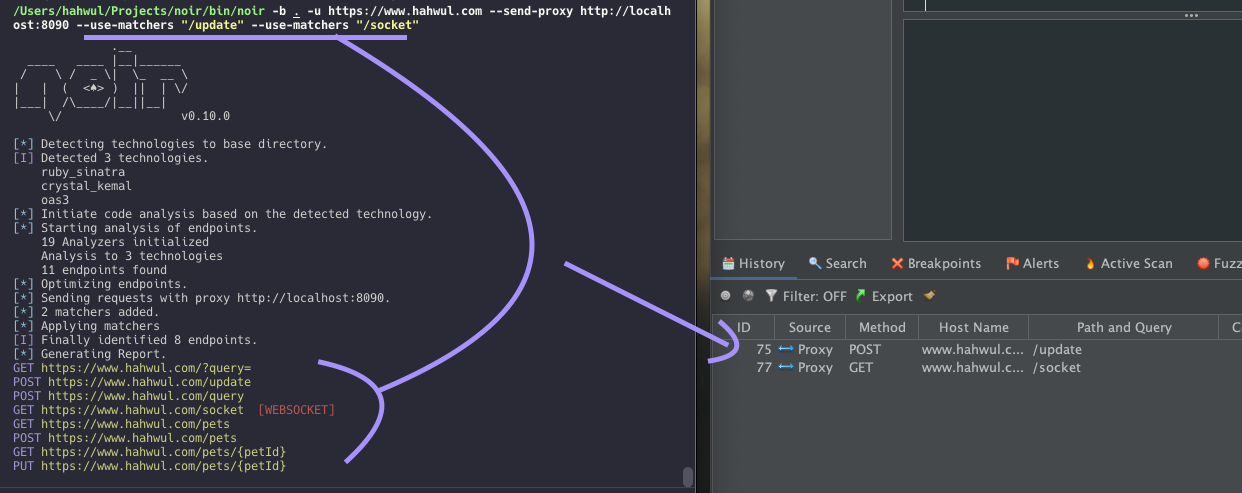 /Users/hahwul/Projects/noir/bin/noir -b . -u https://www.hahwul.com --send-proxy http://localh
ost:8090 --use-matchers "/update" --use-matchers "/socket"
v0.10.0
[*] Detecting technologies to base directory.
[I] Detected 3 technologies.
ruby_sinatra
crystal_kemal
oas3
[*] Initiate code analysis based on the detected technology.
[*] Starting analysis of endpoints.
19 Analyzers initialized
Analysis to 3 technologies
11 endpoints found
[*] Optimizing endpoints.
[*] Sending requests with proxy http://localhost:8090.
[*] 2 matchers added.
[*] Applying matchers
[I] Finally identified 8 endpoints.
[*] Generating Report.
GET https://www.hahwul.com/?query=
POST https://www.hahwul.com/update
POST https://www.hahwul.com/query
GET https://www.hahwul.com/socket [WEBSOCKET]
GET https://www.hahwul.com/pets
POST https://www.hahwul.com/pets
GET https://www.hahwul.com/pets/{petId}
PUT https://www.hahwul.com/pets/{petId}
History Search Breakpoints Alerts Active Scan Fuzz
Filter: OFF Export
ID Source Method Host Name Path and Query C
75 Proxy POST www.hahwul.c... /update
77 Proxy GET www.hahwul.c... /socket